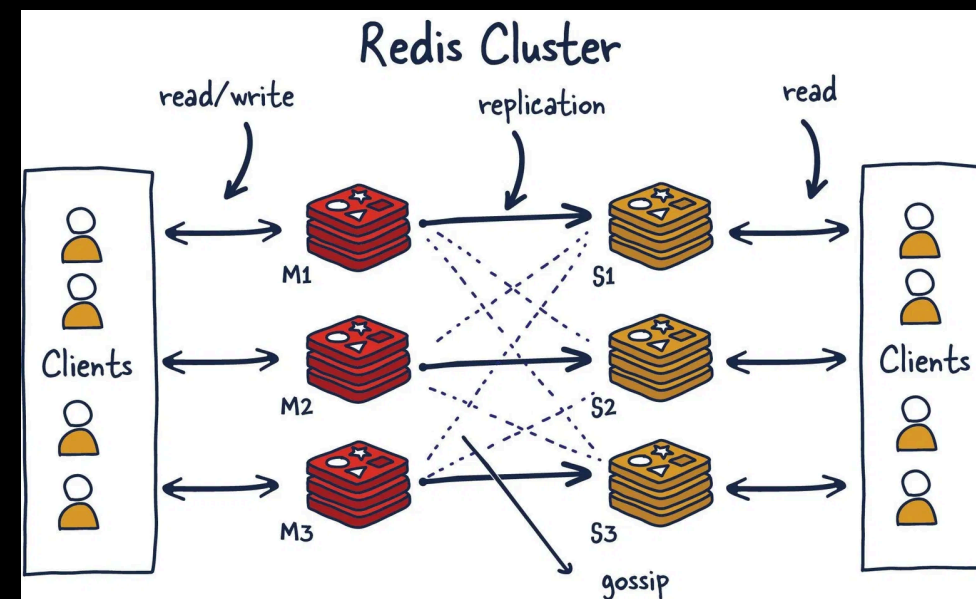 Redis Cluster
read/write
replication
read
M1
S1
Clients
Clients
M2
S2
M3
S3
gossip